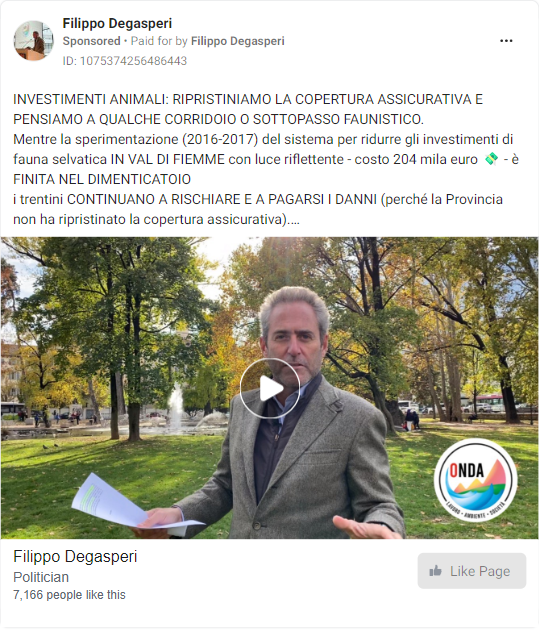 Filippo Degasperi
Sponsored • Paid for by Filippo Degasperi
ID: 1075374256486443
INVESTIMENTI ANIMALI: RIPRISTINIAMO LA COPERTURA ASSICURATIVA E
PENSIAMO A QUALCHE CORRIDOIO O SOTTOPASSO FAUNISTICO.
Mentre la sperimentazione (2016-2017) del sistema per ridurre gli investimenti di
fauna selvatica IN VAL DI FIEMME con luce riflettente - costo 204 mila euro 💸 - è
FINITA NEL DIMENTICATOIO
i trentini CONTINUANO A RISCHIARE E A PAGARSI I DANNI (perché la Provincia
non ha ripristinato la copertura assicurativa)....
ONDA
LAVORO • AMBIENTE • SOCIETÀ
Filippo Degasperi
Politician
7,166 people like this
Like Page